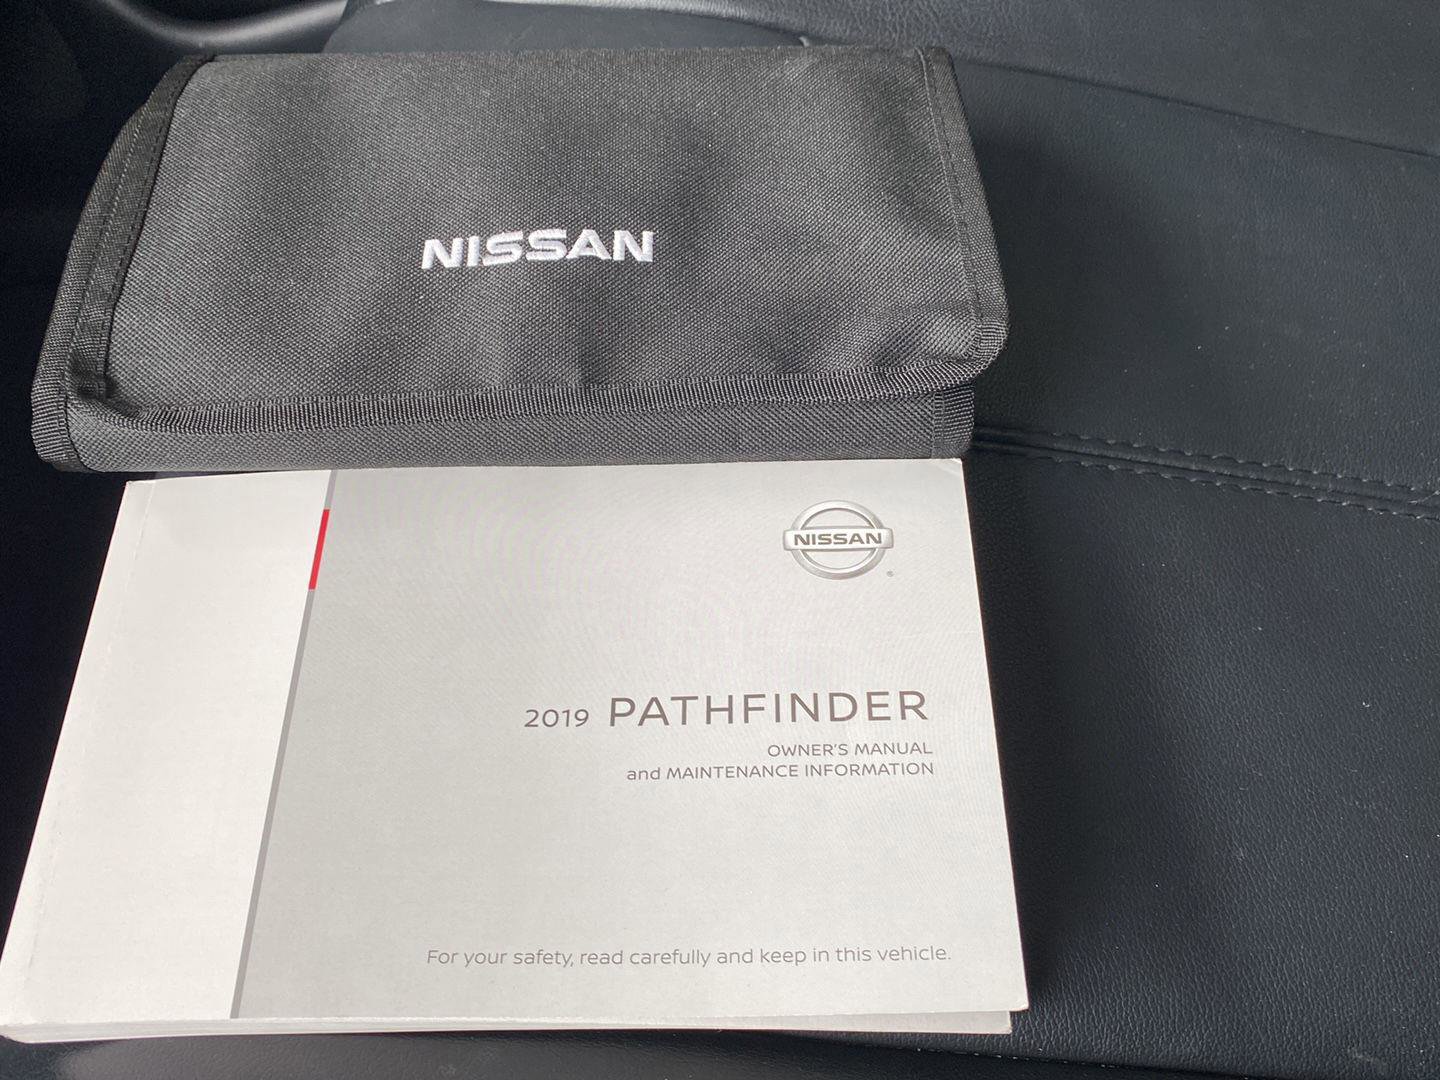 NISSAN
NISSAN
®
2019 PATHFINDER
OWNER'S MANUAL
and MAINTENANCE INFORMATION
For your safety, read carefully and keep in this vehicle.